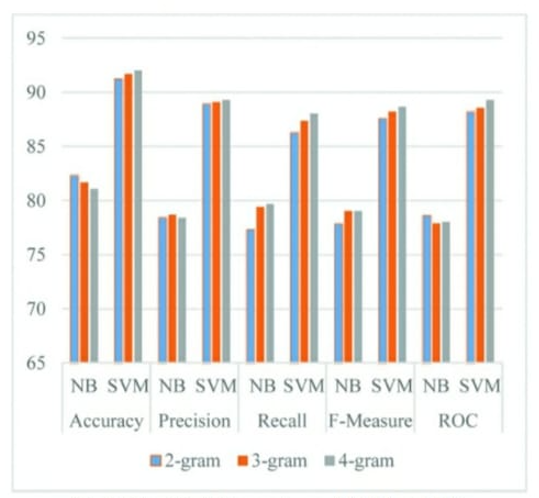 95
90
85
80
75
70
65
NB SVM NB SVM NB SVM NB SVM NB SVM
Accuracy Precision Recall F-Measure ROC
2-gram 3-gram 4-gram